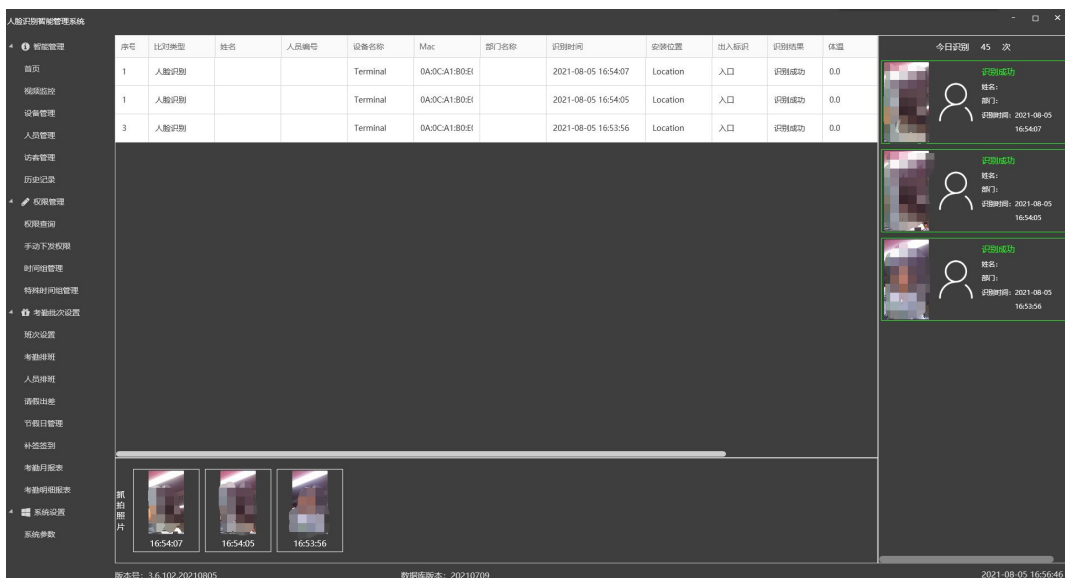 人脸识别智能管理系统
智能管理
首页
视频监控
设备管理
人员管理
访客管理
历史记录
权限管理
权限查询
手动下发权限
时间组管理
特殊时间组管理
考勤批次设置
班次设置
考勤排班
人员排班
请假出差
节假日管理
补签签到
考勤月报表
考勤明细报表
系统设置
系统参数
序号 比对类型 姓名 人员编号 设备名称 Mac 部门名称 识别时间 安装位置 出入标识 识别结果 体温
1 人脸识别 Terminal 0A:0C:A1:B0:E( 2021-08-05 16:54:07 Location 入口 识别成功 0.0
1 人脸识别 Terminal 0A:0C:A1:B0:E( 2021-08-05 16:54:05 Location 入口 识别成功 0.0
3 人脸识别 Terminal 0A:0C:A1:B0:E( 2021-08-05 16:53:56 Location 入口 识别成功 0.0
抓拍照片
16:54:07 16:54:05 16:53:56
今日识别 45 次
识别成功
姓名:
部门:
识别时间: 2021-08-05
16:54:07
识别成功
姓名:
部门:
识别时间: 2021-08-05
16:54:05
识别成功
姓名:
部门:
识别时间: 2021-08-05
16:53:56
版本号: 3.6.102.20210805 数据库版本: 20210709 2021-08-05 16:56:46